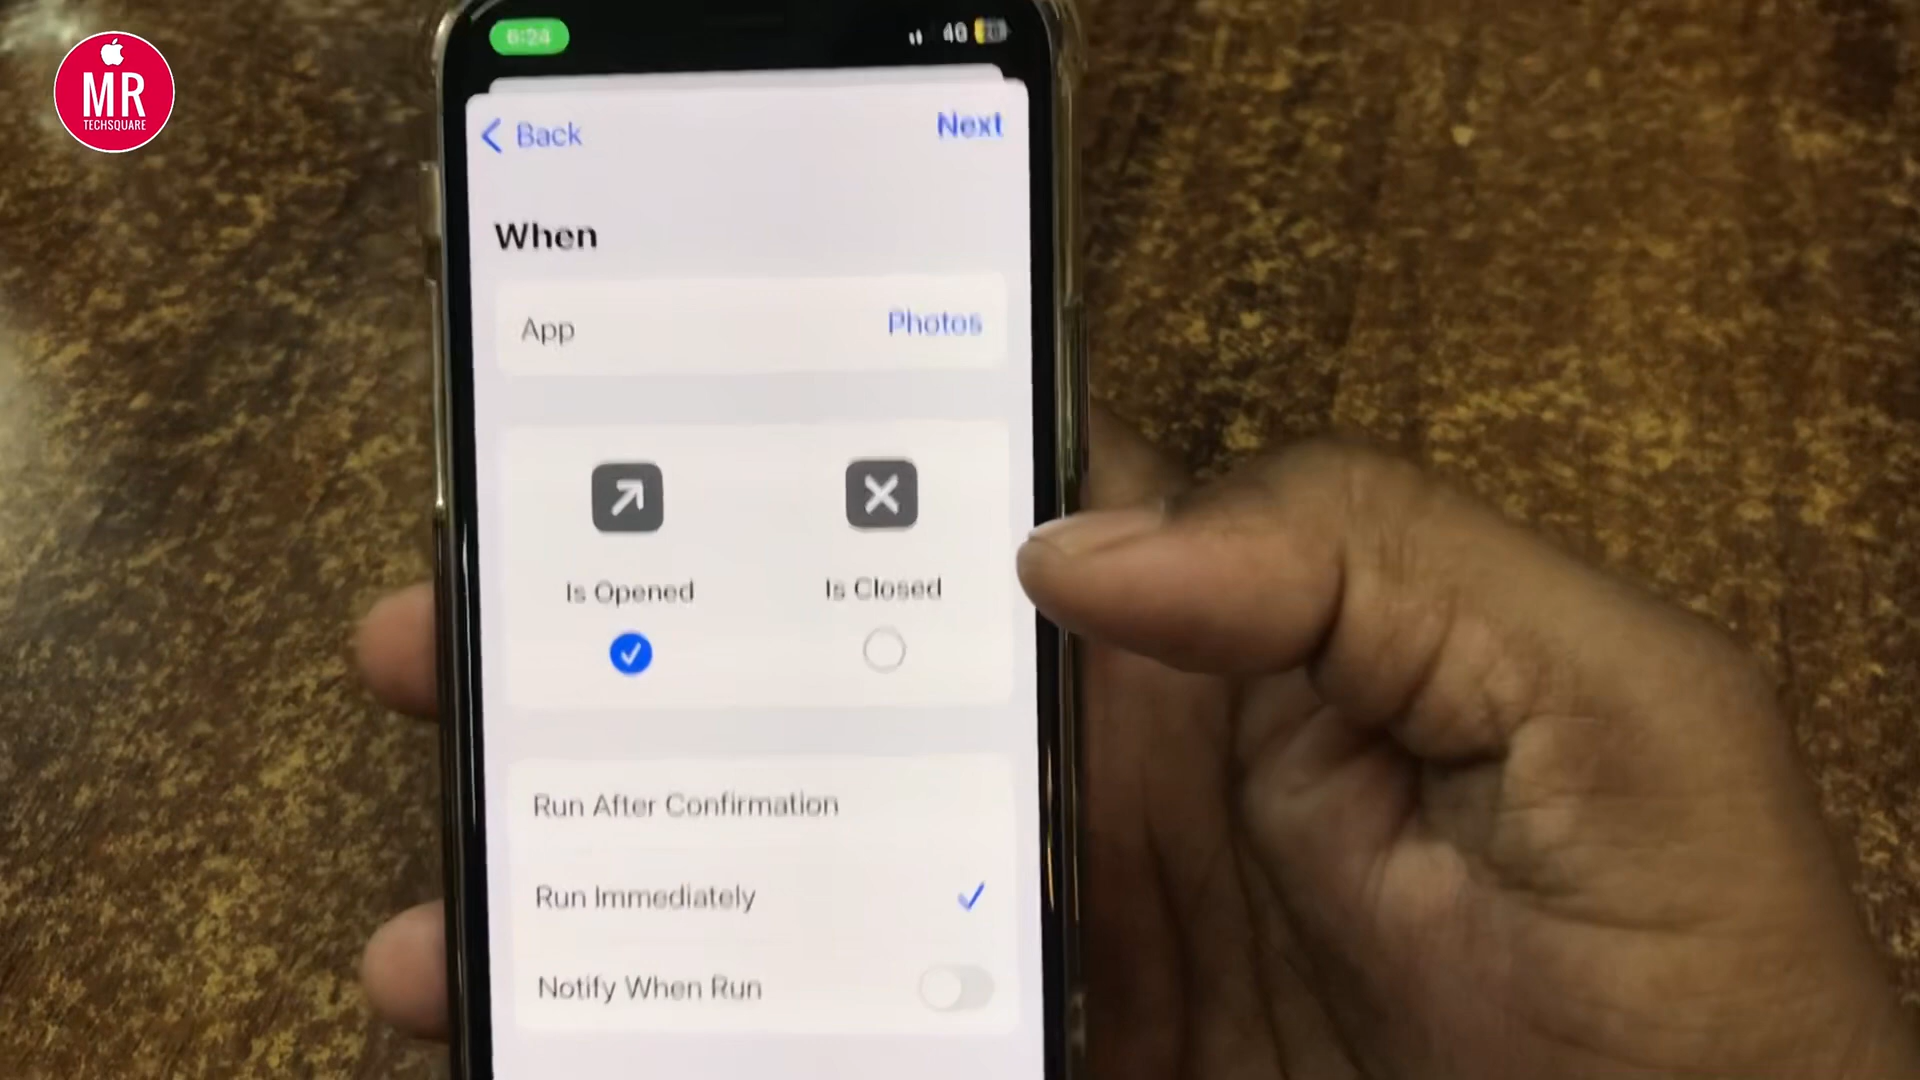 MR
TECHSQUARE
6:24
4G
Back
Next
When
App
Photos
Is Opened
Is Closed
Run After Confirmation
Run Immediately
Notify When Run